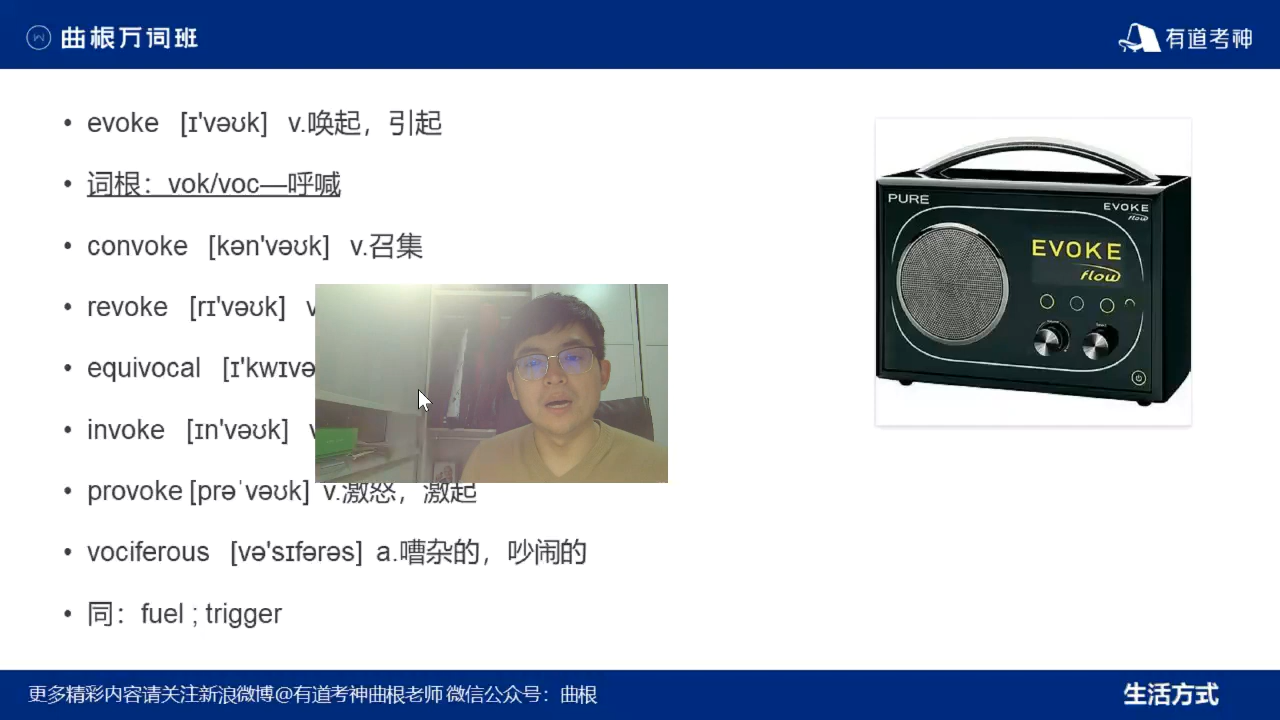 曲根万词班
有道考神
evoke [ɪ'vəʊk] v.唤起，引起
词根：vok/voc—呼喊
convoke [kən'vəʊk] v.召集
revoke [rɪ'vəʊk]
equivocal
invoke [ɪn'vəʊk]
provoke [prəˈvəʊk] v.激怒，激起
vociferous [və'sɪfərəs] a.嘈杂的，吵闹的
同：fuel ; trigger
PURE
EVOKE
flow
EVOKE
flow
更多精彩内容请关注新浪微博@有道考神曲根老师 微信公众号：曲根
生活方式